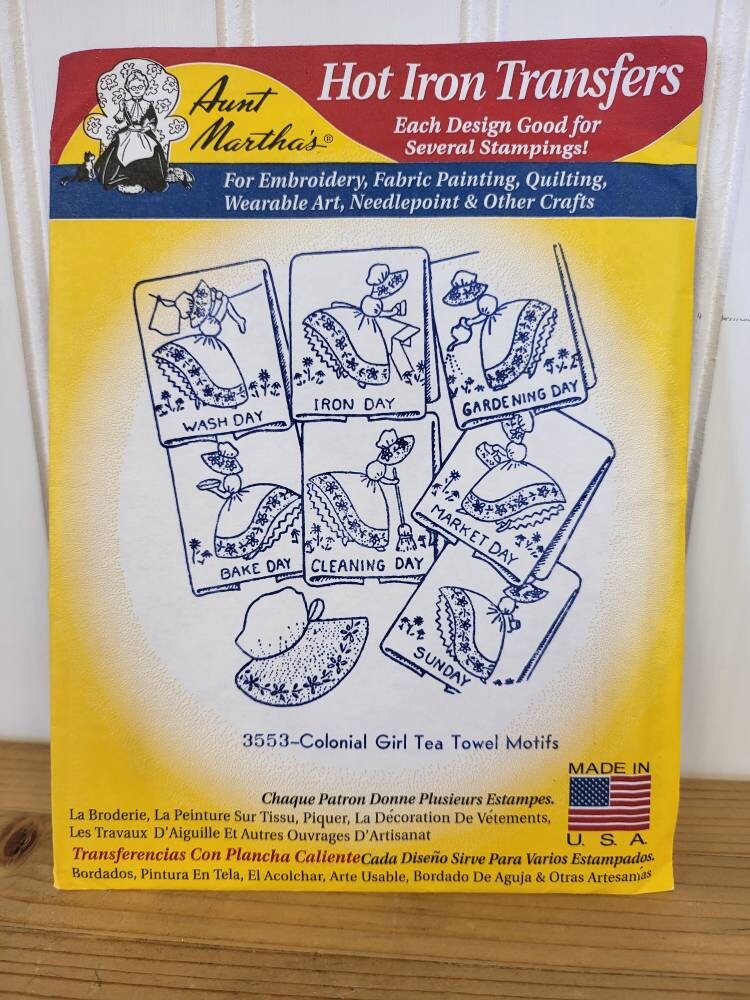 Aunt
Martha's®
Hot Iron Transfers
Each Design Good for
Several Stampings!
For Embroidery, Fabric Painting, Quilting,
Wearable Art, Needlepoint & Other Crafts
WASH DAY
IRON DAY
GARDENING DAY
BAKE DAY
CLEANING DAY
MARKET DAY
SUNDAY
3553-Colonial Girl Tea Towel Motifs
MADE IN
U. S. A.
Chaque Patron Donne Plusieurs Estampes.
La Broderie, La Peinture Sur Tissu, Piquer, La Décoration De Vétements,
Les Travaux D'Aiguille Et Autres Ouvrages D'Artisanat
Transferencias Con Plancha Caliente Cada Diseño Sirve Para Varios Estampados.
Bordados, Pintura En Tela, El Acolchar, Arte Usable, Bordado De Aguja & Otras Artesanías